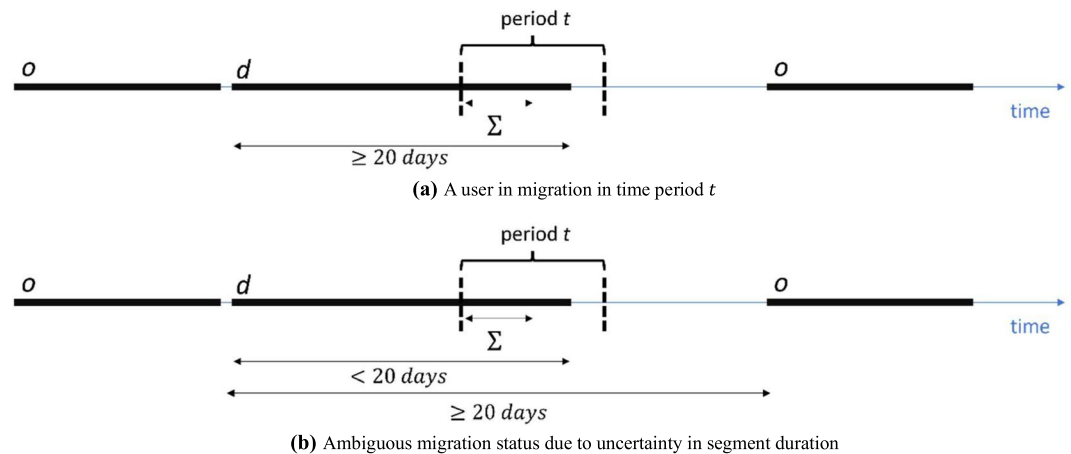 period t
o
d
o
time
Σ
≥ 20 days
(a) A user in migration in time period t
period t
o
d
o
time
Σ
< 20 days
≥ 20 days
(b) Ambiguous migration status due to uncertainty in segment duration